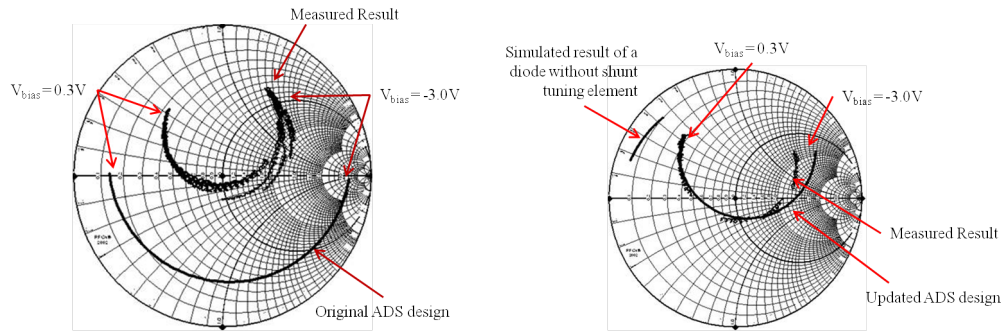 Measured Result
Vbias = 0.3V
Vbias = -3.0V
Original ADS design
Simulated result of a
diode without shunt
tuning element
Vbias = 0.3V
Vbias = -3.0V
Measured Result
Updated ADS design